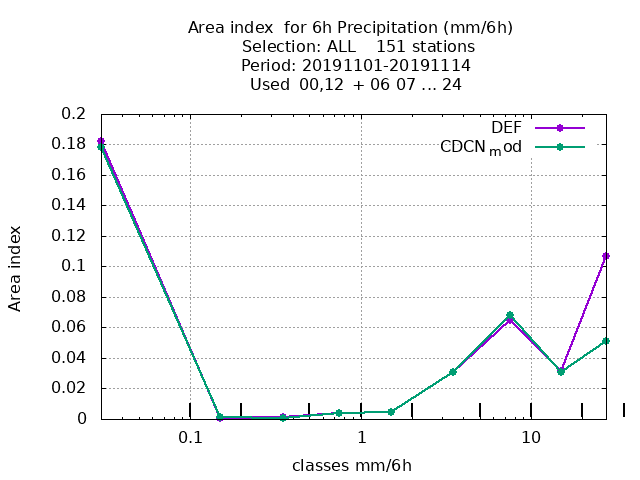 Area index  for 6h Precipitation (mm/6h)
Selection: ALL    151 stations
Period: 20191101-20191114
Used  00,12  + 06 07 ... 24
DEF
CDCNmod
0.2
0.18
0.16
0.14
0.12
0.1
0.08
0.06
0.04
0.02
0
Area index
0.1
1
10
classes mm/6h